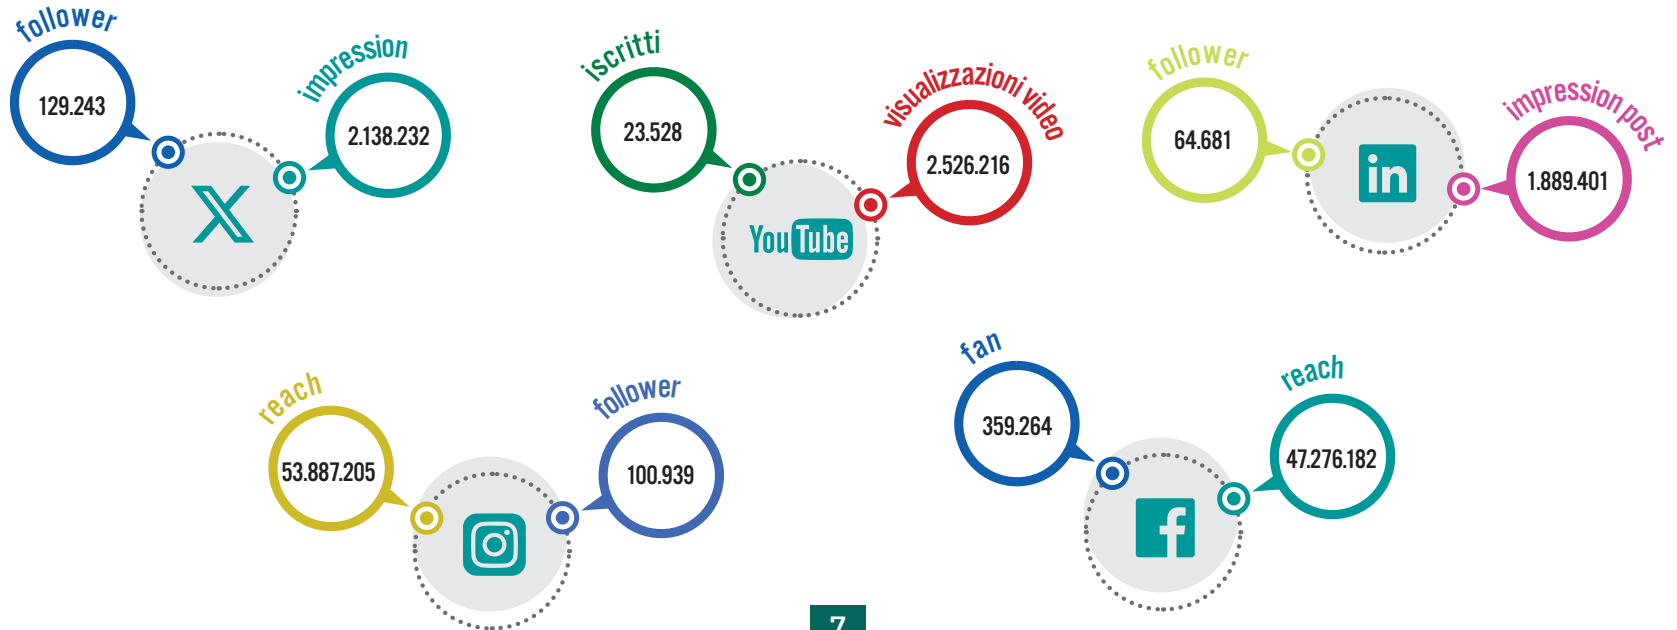 follower
129.243
impression
2.138.232
iscritti
23.528
visualizzazioni video
2.526.216
YouTube
follower
64.681
in
impression post
1.889.401
reach
53.887.205
follower
100.939
fan
359.264
reach
47.276.182
7